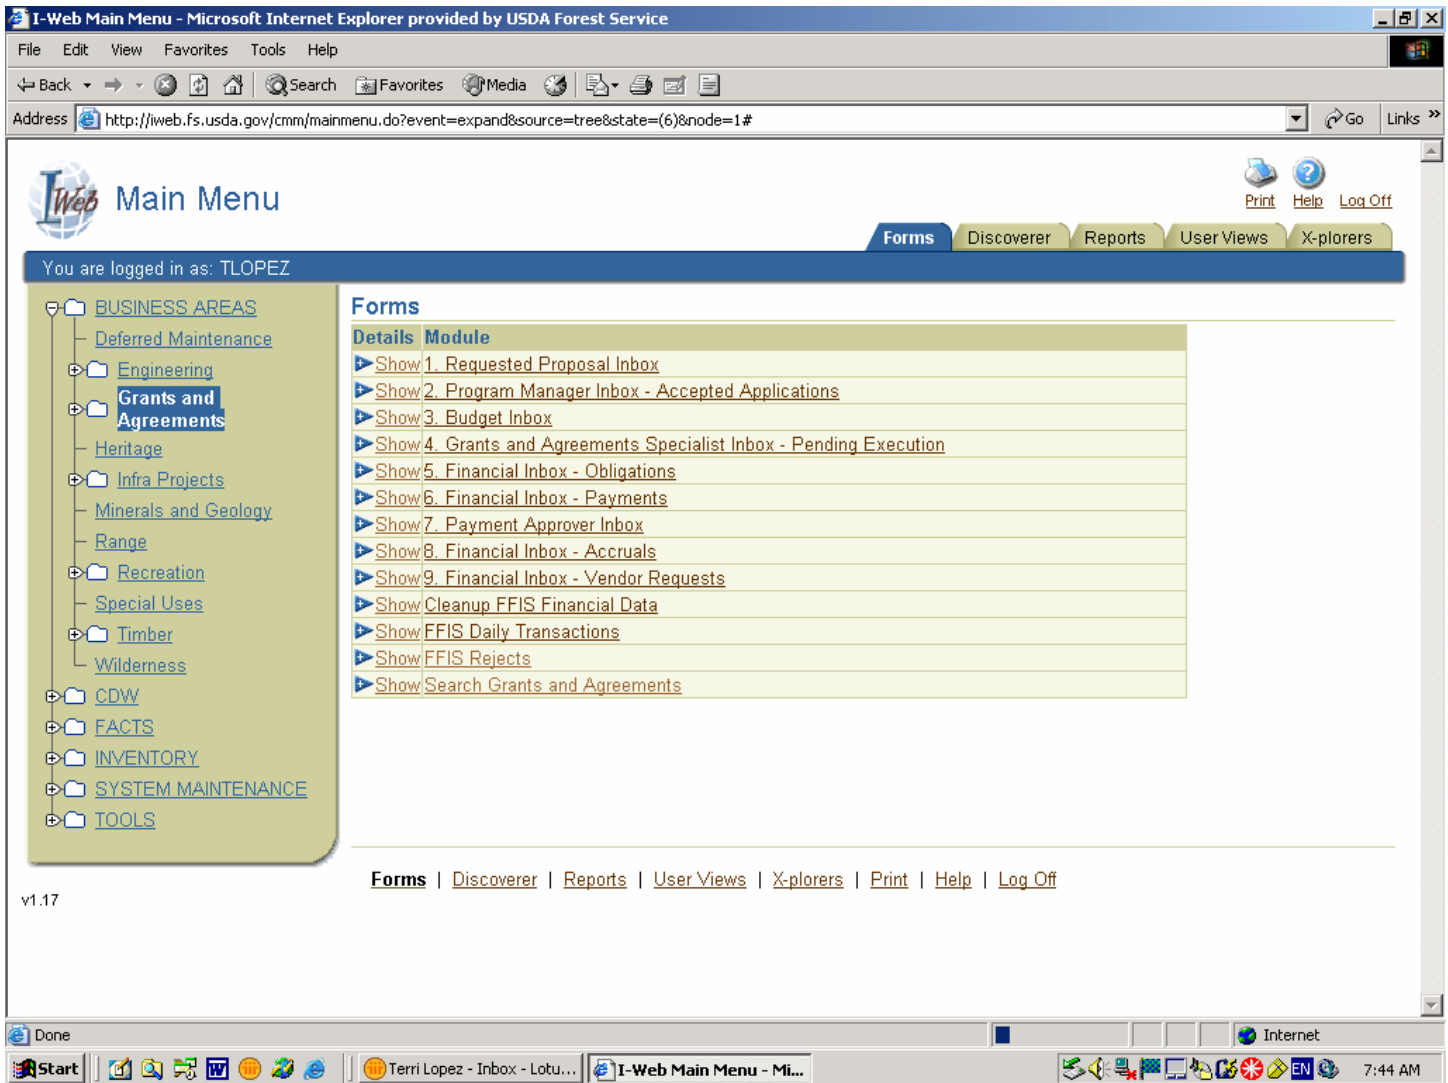 I-Web Main Menu - Microsoft Internet Explorer provided by USDA Forest Service
File Edit View Favorites Tools Help
Back Search Favorites Media
Address http://iweb.fs.usda.gov/cmm/mainmenu.do?event=expand&source=tree&state=(6)&node=1# Go Links »
IWeb Main Menu
Print Help Log Off
Forms Discoverer Reports User Views X-plorers
You are logged in as: TLOPEZ
BUSINESS AREAS
Deferred Maintenance
Engineering
Grants and
Agreements
Heritage
Infra Projects
Minerals and Geology
Range
Recreation
Special Uses
Timber
Wilderness
CDW
FACTS
INVENTORY
SYSTEM MAINTENANCE
TOOLS
v1.17
Forms
Details Module
Show 1. Requested Proposal Inbox
Show 2. Program Manager Inbox - Accepted Applications
Show 3. Budget Inbox
Show 4. Grants and Agreements Specialist Inbox - Pending Execution
Show 5. Financial Inbox - Obligations
Show 6. Financial Inbox - Payments
Show 7. Payment Approver Inbox
Show 8. Financial Inbox - Accruals
Show 9. Financial Inbox - Vendor Requests
Show Cleanup FFIS Financial Data
Show FFIS Daily Transactions
Show FFIS Rejects
Show Search Grants and Agreements
Forms | Discoverer | Reports | User Views | X-plorers | Print | Help | Log Off
Done Internet
Start Terri Lopez - Inbox - Lotu... I-Web Main Menu - Mi... EN 7:44 AM